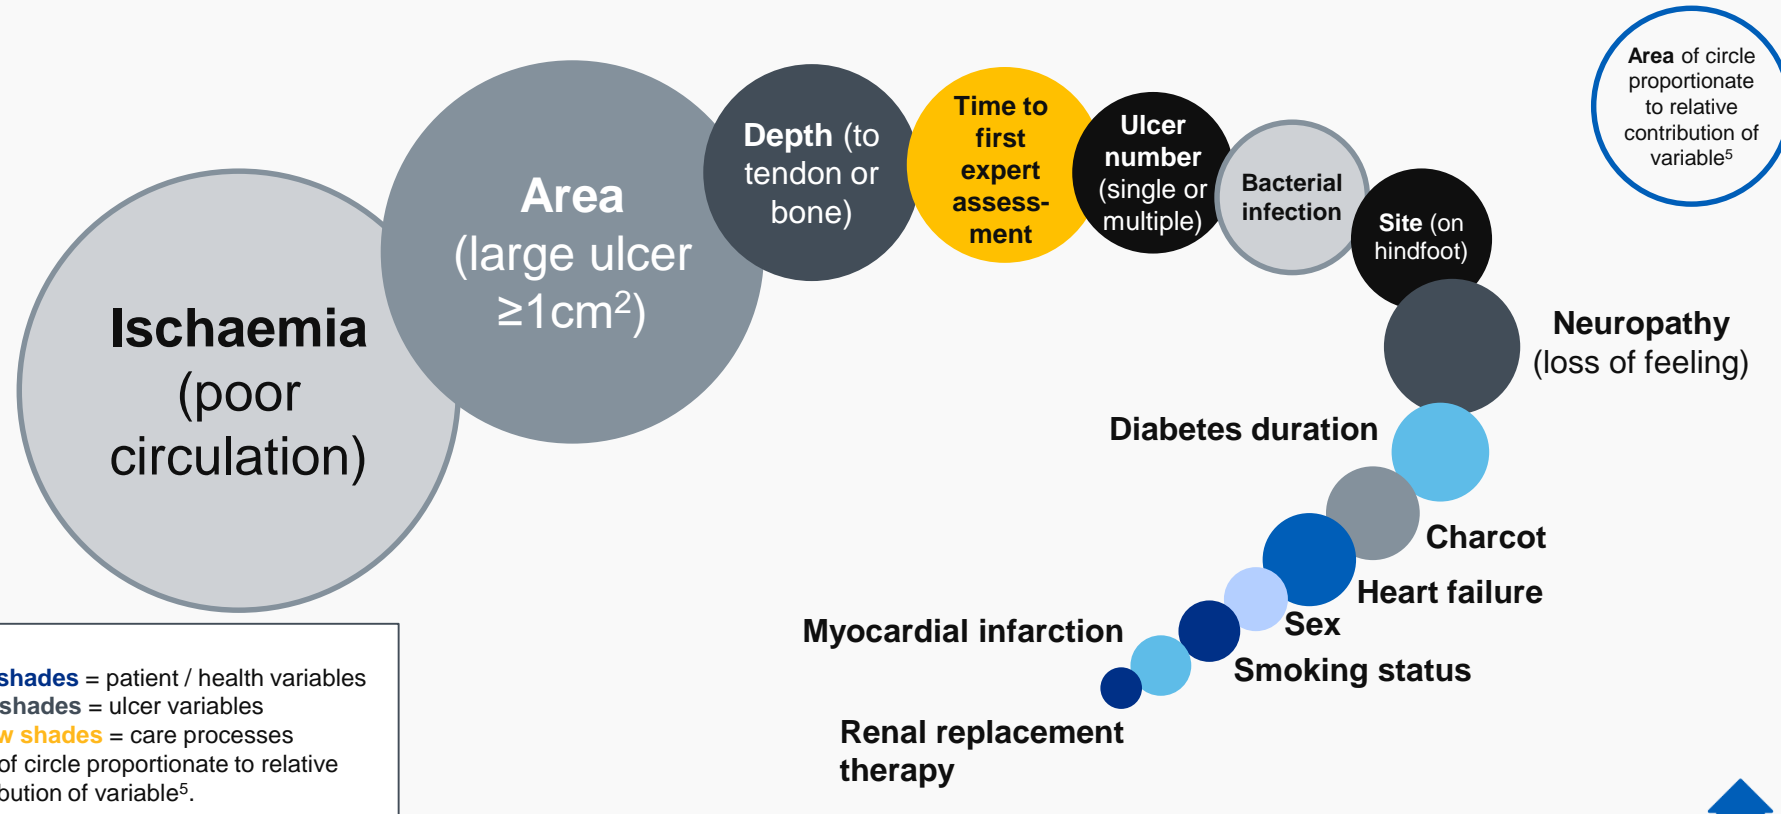 Area of circle
proportionate
to relative
contribution of
variable⁵
Ischaemia
(poor
circulation)
Area
(large ulcer
≥1cm²)
Depth (to
tendon or
bone)
Time to
first
expert
assess-
ment
Ulcer
number
(single or
multiple)
Bacterial
infection
Site (on
hindfoot)
Neuropathy
(loss of feeling)
Diabetes duration
Charcot
Heart failure
Sex
Smoking status
Myocardial infarction
Renal replacement
therapy
shades = patient / health variables
shades = ulcer variables
shades = care processes
of circle proportionate to relative
variable⁵.